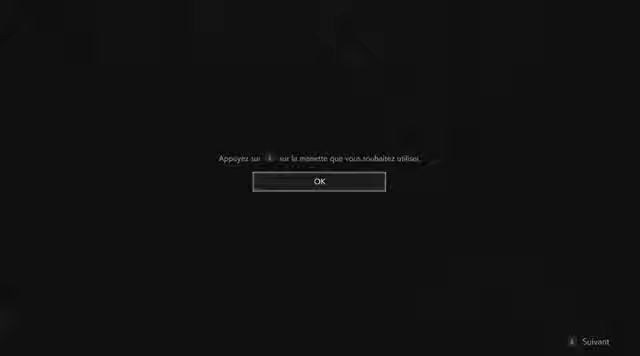 Appuyez sur A sur la manette que vous souhaitez utiliser.
OK
A Suivant